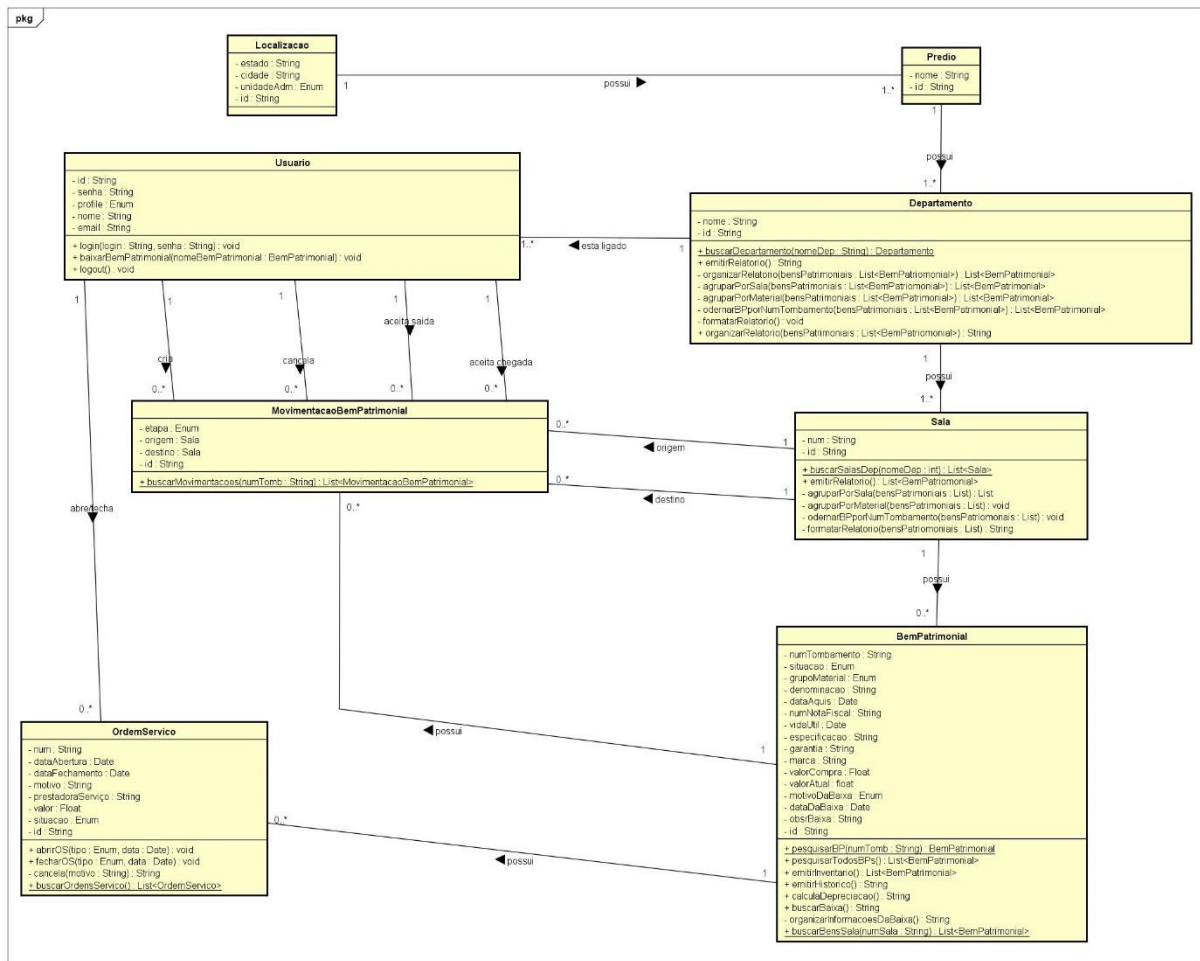 pkg
Localizacao
- estado : String
- cidade : String
- unidadeAdm : Enum
- id : String
1
possui
1..*
Predio
- nome : String
- id : String
1
possui
1..*
Usuario
- id : String
- senha : String
- profile : Enum
- nome : String
- email : String
+ login(login : String, senha : String) : void
+ baixarBemPatrimonial(nomeBemPatrimonial : BemPatrimonial) : void
+ logout() : void
1..*
esta ligado
1
Departamento
- nome : String
- id : String
+ buscarDepartamento(nomeDep : String) : Departamento
+ emitirRelatorio() : String
- organizarRelatorio(bensPatrimoniais : List<BemPatriomonial>) : List<BemPatrimonial>
- agruparPorSala(bensPatrimoniais : List<BemPatriomonial>) : List<BemPatrimonial>
- agruparPorMaterial(bensPatrimoniais : List<BemPatrimonial>) : List<BemPatrimonial>
- odernarBPporNumTombamento(bensPatrimoniais : List<BemPatrimonial>) : List<BemPatrimonial>
- formatarRelatorio() : void
+ organizarRelatorio(bensPatrimoniais : List<BemPatriomonial>) : String
1
possui
1..*
1
1
1
1
1
cria
cancela
aceita saida
aceita chegada
0..*
0..*
0..*
0..*
MovimentacaoBemPatrimonial
- etapa : Enum
- origem : Sala
- destino : Sala
- id : String
+ buscarMovimentacoes(numTomb : String) : List<MovimentacaoBemPatrimonial>
0..*
origem
1
0..*
destino
1
Sala
- num : String
- id : String
+ buscarSalasDep(nomeDep : int) : List<Sala>
+ emitirRelatorio() : List<BemPatriomonial>
- agruparPorSala(bensPatrimoniais : List) : List
- agruparPorMaterial(bensPatrimoniais : List) : void
- odernarBPporNumTombamento(bensPatriomonais : List) : void
- formatarRelatorio(bensPatriomoniais : List) : String
1
possui
0..*
abre/fecha
0..*
0..*
possui
1
OrdemServico
- num : String
- dataAbertura : Date
- dataFechamento : Date
- motivo : String
- prestadoraServiço : String
- valor : Float
- situacao : Enum
- id : String
+ abrirOS(tipo : Enum, data : Date) : void
+ fecharOS(tipo : Enum, data : Date) : void
- cancela(motivo : String) : String
+ buscarOrdensServico() : List<OrdemServico>
0..*
possui
1
BemPatrimonial
- numTombamento : String
- situacao : Enum
- grupoMaterial : Enum
- denominacao : String
- dataAquis : Date
- numNotaFiscal : String
- vidaUtil : Date
- especificacao : String
- garantia : String
- marca : String
- valorCompra : Float
- valorAtual : float
- motivoDaBaixa : Enum
- dataDaBaixa : Date
- obsrBaixa : String
- id : String
+ pesquisarBP(numTomb : String) : BemPatrimonial
+ pesquisarTodosBPs() : List<BemPatrimonial>
+ emitirInventario() : List<BemPatrimonial>
+ emitirHistorico() : String
+ calculaDepreciacao() : String
+ buscarBaixa() : String
- organizarInformacoesDaBaixa() : String
+ buscarBensSala(numSala : String) : List<BemPatrimonial>